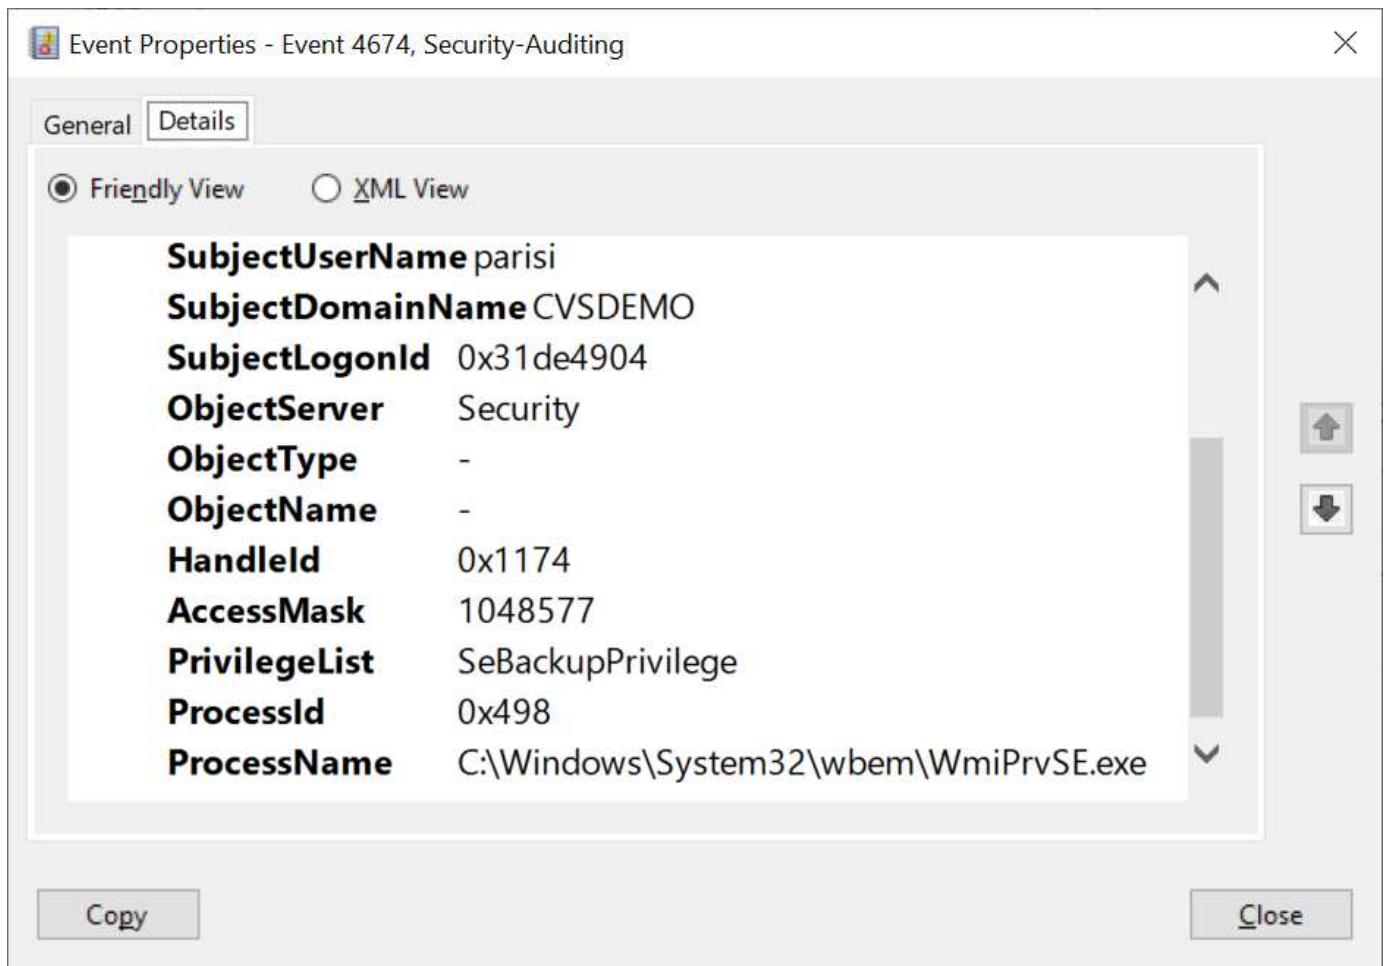 Event Properties - Event 4674, Security-Auditing
General Details
Friendly View XML View
SubjectUserName parisi
SubjectDomainName CVSDEMO
SubjectLogonId 0x31de4904
ObjectServer Security
ObjectType -
ObjectName -
HandleId 0x1174
AccessMask 1048577
PrivilegeList SeBackupPrivilege
ProcessId 0x498
ProcessName C:\Windows\System32\wbem\WmiPrvSE.exe
Copy Close